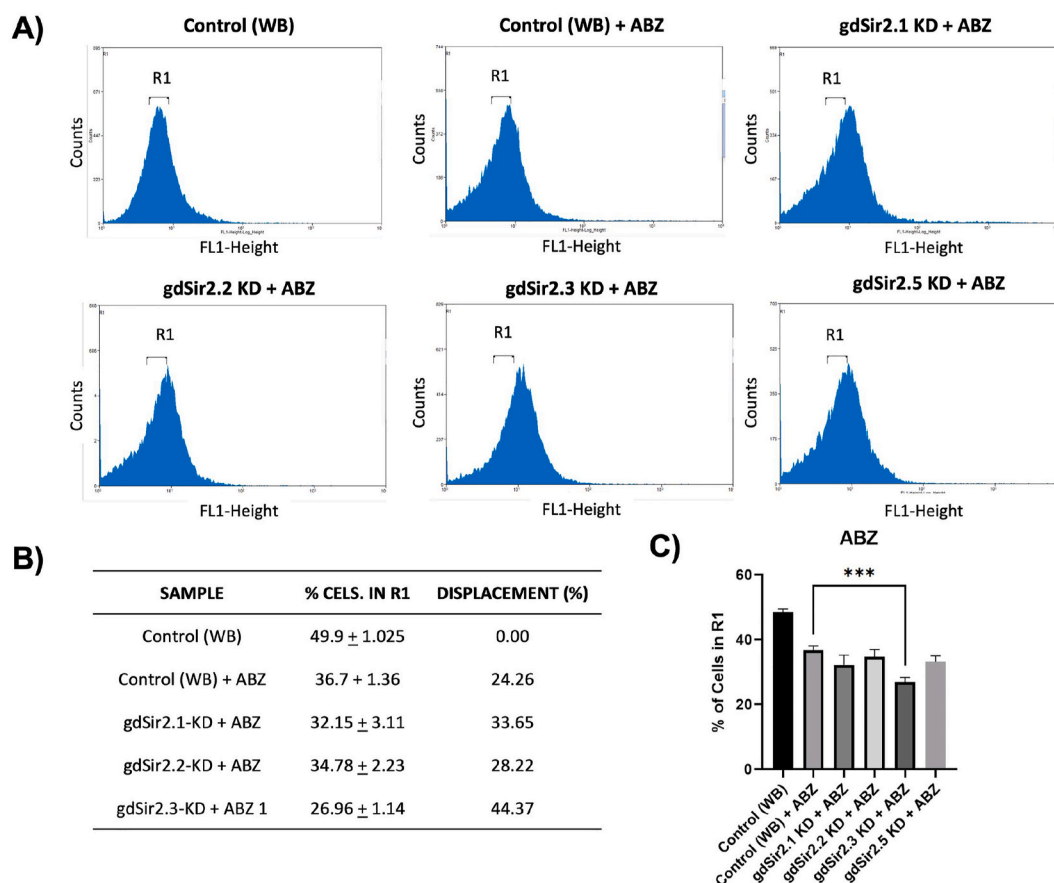 A)
Control (WB)
Control (WB) + ABZ
gdSir2.1 KD + ABZ
R1
R1
R1
Counts
Counts
Counts
FL1-Height
FL1-Height
FL1-Height
gdSir2.2 KD + ABZ
gdSir2.3 KD + ABZ
gdSir2.5 KD + ABZ
R1
R1
R1
Counts
Counts
Counts
FL1-Height
FL1-Height
FL1-Height
B)
SAMPLE % CELS. IN R1 DISPLACEMENT (%)
Control (WB) 49.9 ± 1.025 0.00
Control (WB) + ABZ 36.7 + 1.36 24.26
gdSir2.1-KD + ABZ 32.15 ± 3.11 33.65
gdSir2.2-KD + ABZ 34.78 ± 2.23 28.22
gdSir2.3-KD + ABZ 1 26.96 ± 1.14 44.37
C)
ABZ
***
% of Cells in R1
60
40
20
0
Control (WB)
Control (WB) + ABZ
gdSir2.1 KD + ABZ
gdSir2.2 KD + ABZ
gdSir2.3 KD + ABZ
gdSir2.5 KD + ABZ